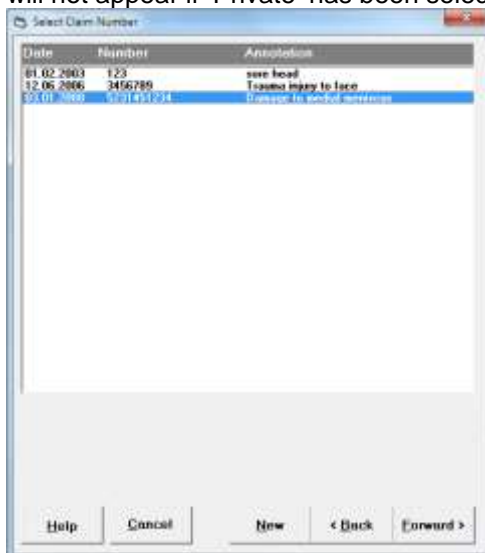 will not appear if 'Private' has been selec
Select Claim Number
Date Number Annotation
01.02.2003 123 sore head
12.06.2006 3456789 Trauma injury to face
Damage to medial meniscus
Help Cancel New < Back Forward >